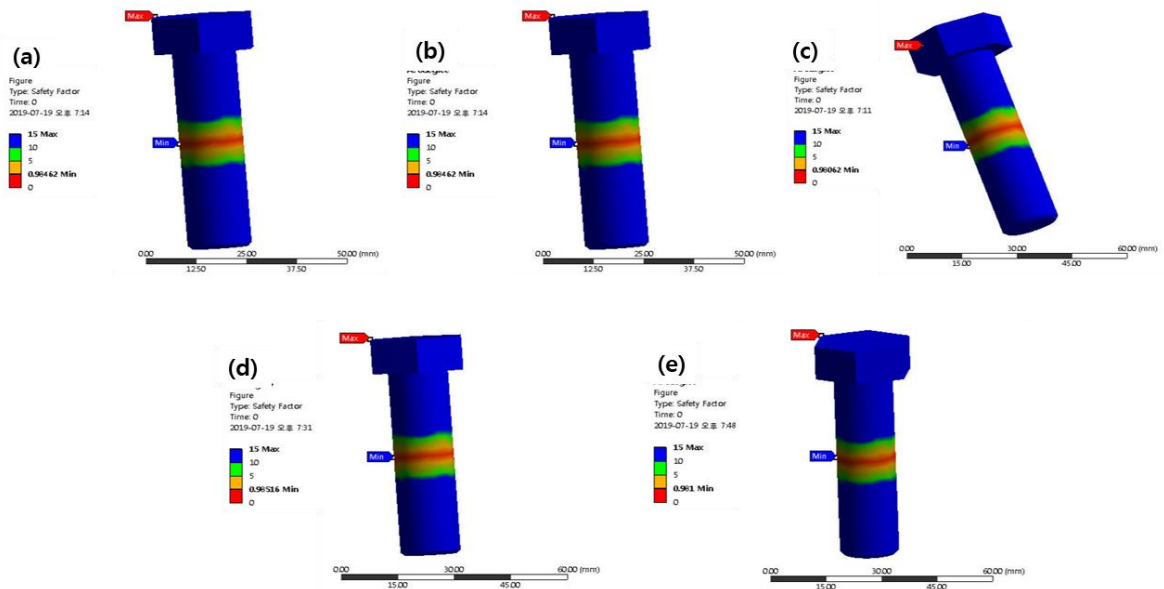 (a)
Max
Figure
Type: Safety Factor
Time: 0
2019-07-19 오후 7:14
15 Max
10
5
0.98462 Min
0
Min
0.00 25.00 50.00 (mm)
12.50 37.50
(b)
Max
Figure
Type: Safety Factor
Time: 0
2019-07-19 오후 7:14
15 Max
10
5
0.98462 Min
0
Min
0.00 25.00 50.00 (mm)
12.50 37.50
(c)
Max
Figure
Type: Safety Factor
Time: 0
2019-07-19 오후 7:11
15 Max
10
5
0.98062 Min
0
Min
0.00 30.00 60.00 (mm)
15.00 45.00
(d)
Max
Figure
Type: Safety Factor
Time: 0
2019-07-19 오후 7:31
15 Max
10
5
0.98516 Min
0
Min
0.00 30.00 60.00 (mm)
15.00 45.00
(e)
Max
Figure
Type: Safety Factor
Time: 0
2019-07-19 오후 7:48
15 Max
10
5
0.981 Min
0
Min
0.00 30.00 60.00 (mm)
15.00 45.00